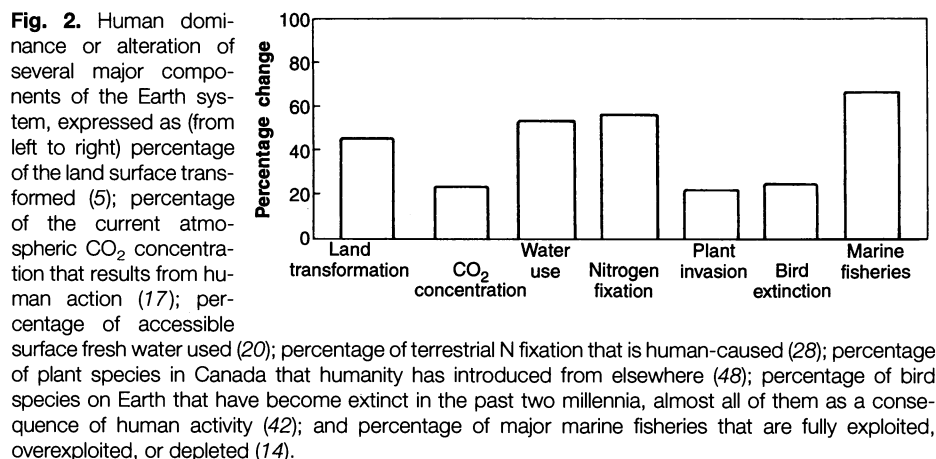 Fig. 2. Human domi-
nance or alteration of
several major compo-
nents of the Earth sys-
tem, expressed as (from
left to right) percentage
of the land surface trans-
formed (5); percentage
of the current atmo-
spheric CO2 concentra-
tion that results from hu-
man action (17); per-
centage of accessible
surface fresh water used (20); percentage of terrestrial N fixation that is human-caused (28); percentage
of plant species in Canada that humanity has introduced from elsewhere (48); percentage of bird
species on Earth that have become extinct in the past two millennia, almost all of them as a conse-
quence of human activity (42); and percentage of major marine fisheries that are fully exploited,
overexploited, or depleted (14).
Percentage change
100
80
60
40
20
0
Land
transformation
CO2
concentration
Water
use
Nitrogen
fixation
Plant
invasion
Bird
extinction
Marine
fisheries